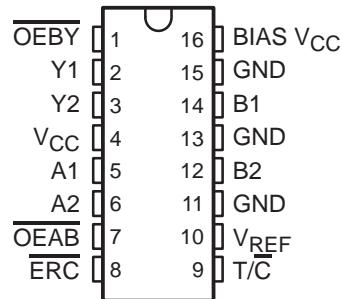 OEBY 1 16 BIAS VCC
Y1 2 15 GND
Y2 3 14 B1
VCC 4 13 GND
A1 5 12 B2
A2 6 11 GND
OEAB 7 10 VREF
ERC 8 9 T/C